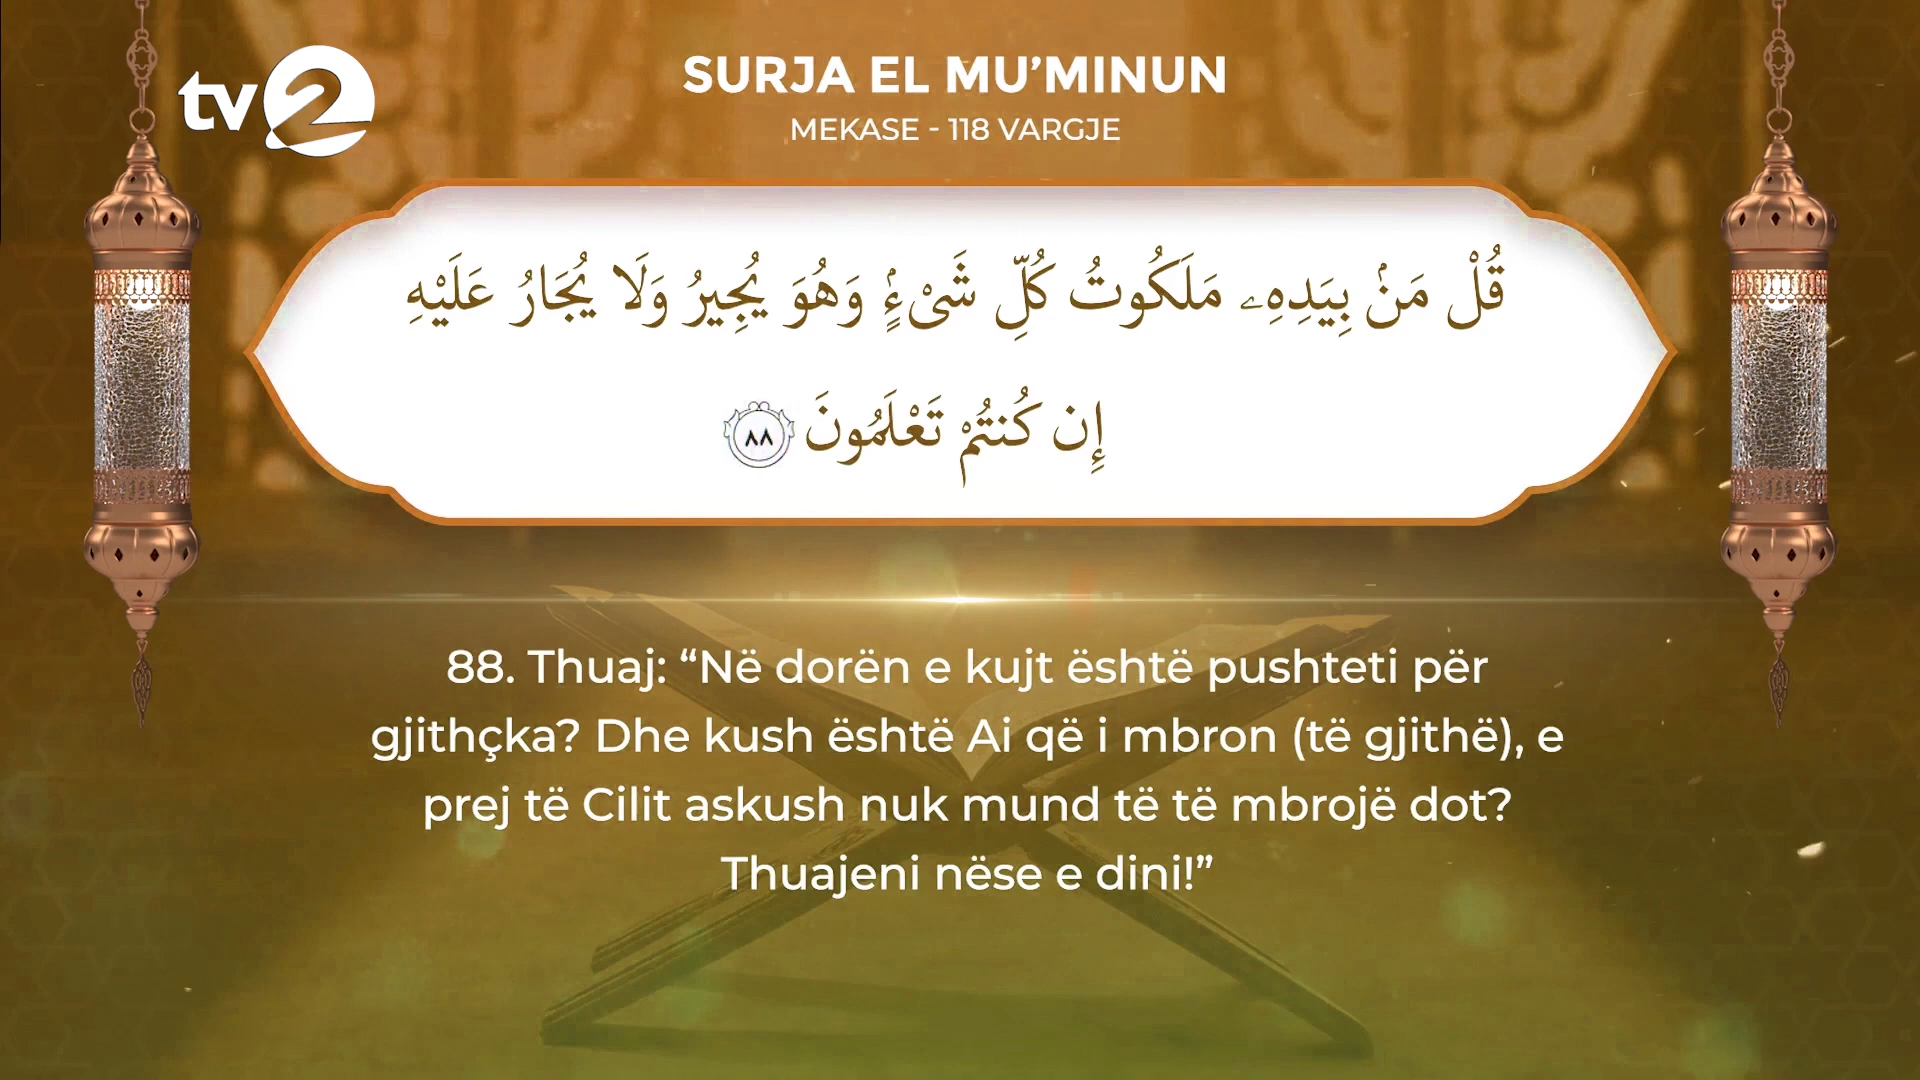 tv2
SURJA EL MU’MINUN
MEKASE - 118 VARGJE
قُلْ مَنۢ بِيَدِهِۦ مَلَكُوتُ كُلِّ شَىْءٍۢ وَهُوَ يُجِيرُ وَلَا يُجَارُ عَلَيْهِ
إِن كُنتُمْ تَعْلَمُونَ ٨٨
88. Thuaj: “Në dorën e kujt është pushteti për
gjithçka? Dhe kush është Ai që i mbron (të gjithë), e
prej të Cilit askush nuk mund të të mbrojë dot?
Thuajeni nëse e dini!”